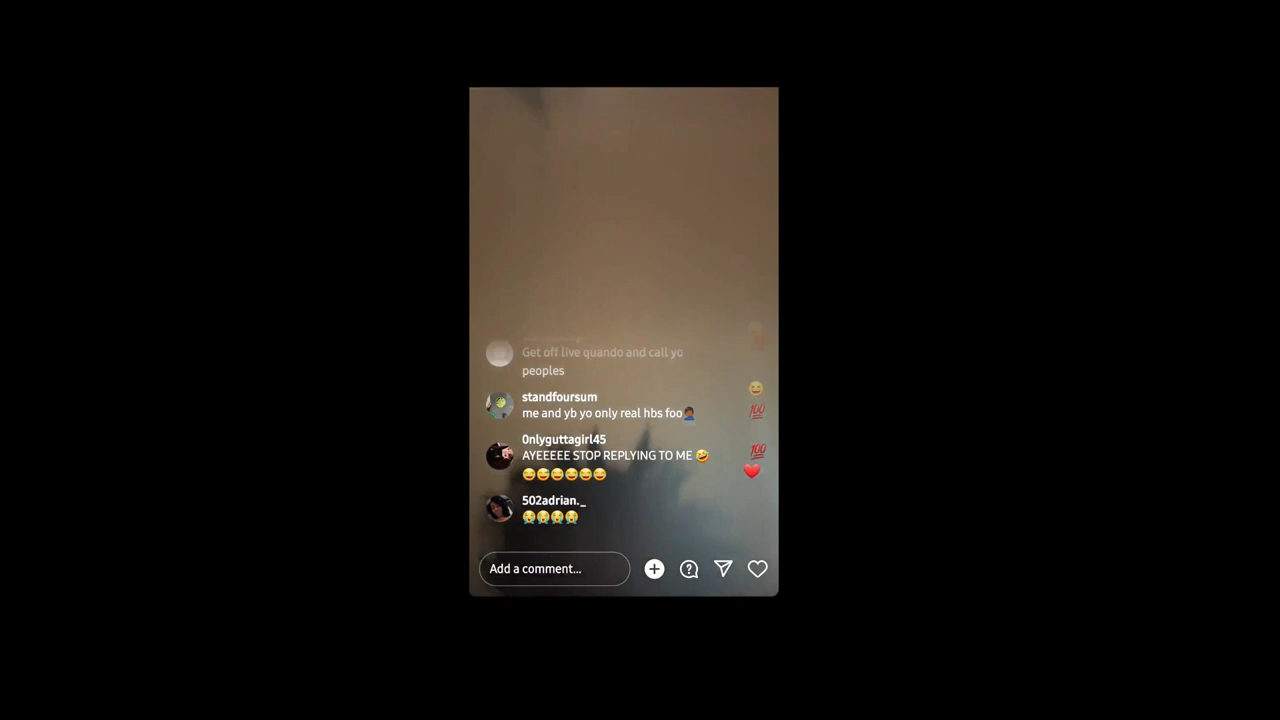 Get off live quando and call yo
peoples
standfoursum
me and yb yo only real hbs foo🤦🏾‍♂️
0nlyguttagirl45
AYEEEEE STOP REPLYING TO ME 🤣
😂😅😅😂😂😂
502adrian._
😭😭😭😭
💯
💯
Add a comment...